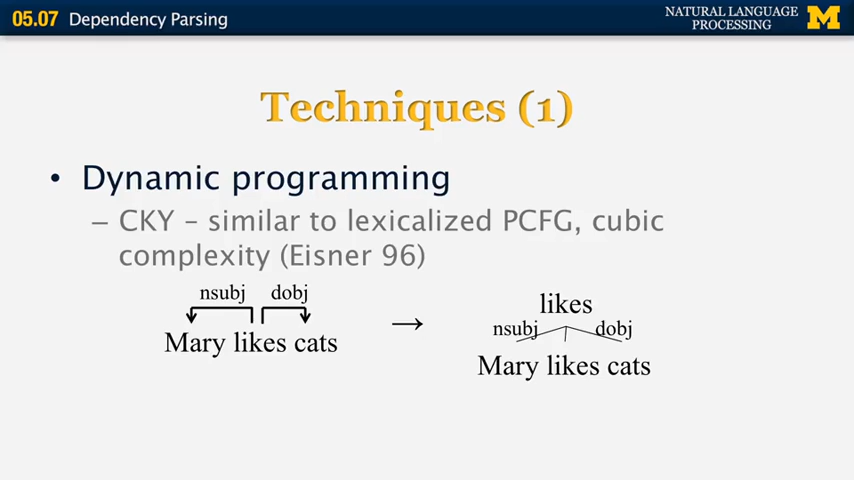 05.07 Dependency Parsing
NATURAL LANGUAGE
PROCESSING
M
Techniques (1)
• Dynamic programming
– CKY – similar to lexicalized PCFG, cubic
complexity (Eisner 96)
nsubj dobj
Mary likes cats
→
likes
nsubj dobj
Mary likes cats